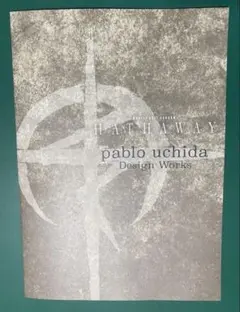 HATHAWAY
pablo uchida
Design Works